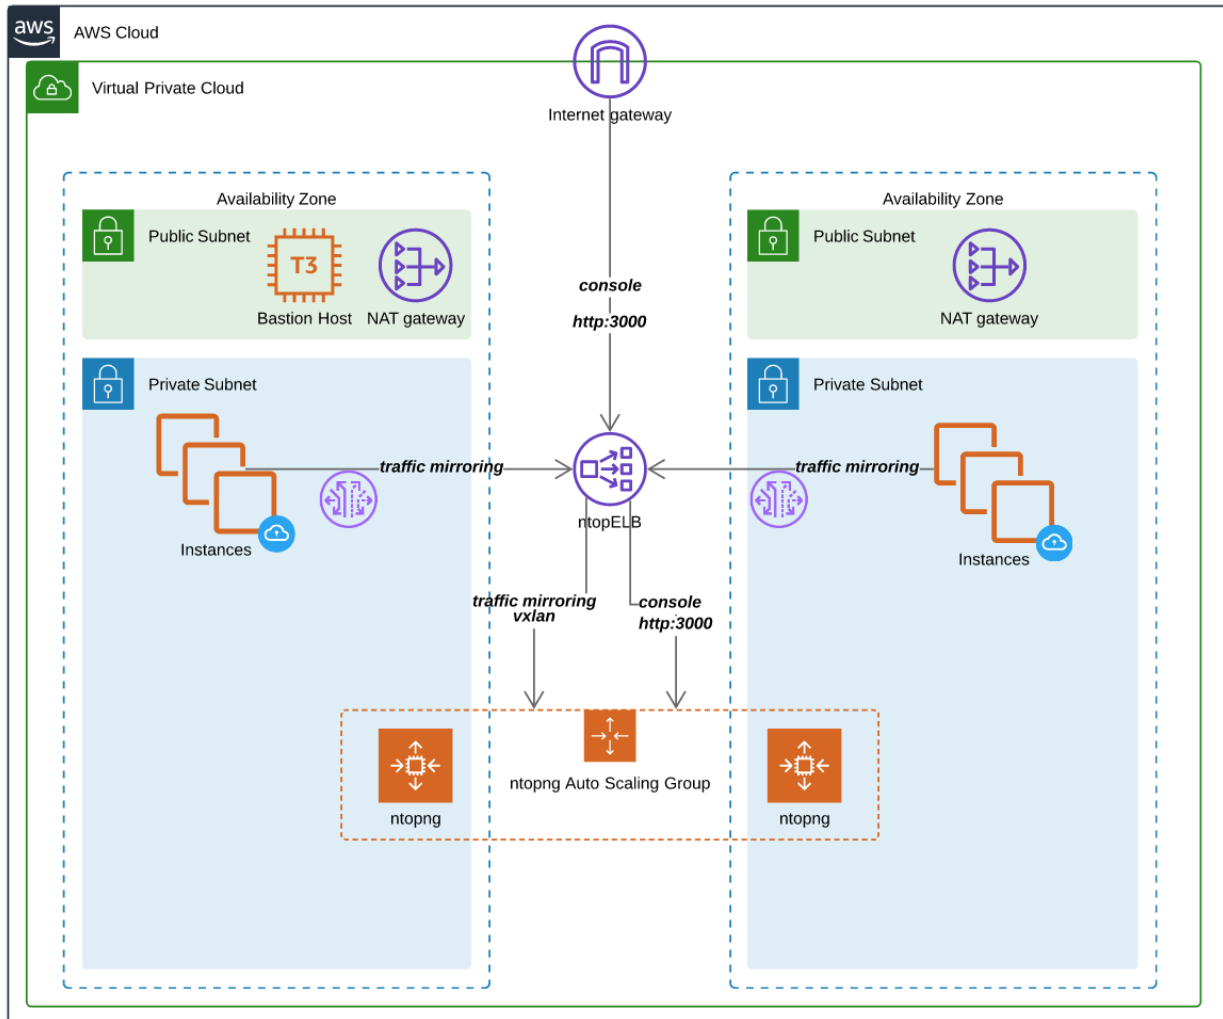 aws
AWS Cloud
Virtual Private Cloud
Internet gateway
Availability Zone
Public Subnet
T3
Bastion Host
NAT gateway
Private Subnet
Availability Zone
Public Subnet
NAT gateway
Private Subnet
console
http:3000
traffic mirroring
traffic mirroring
Instances
ntopELB
Instances
traffic mirroring
vxlan
console
http:3000
ntopng Auto Scaling Group
ntopng
ntopng